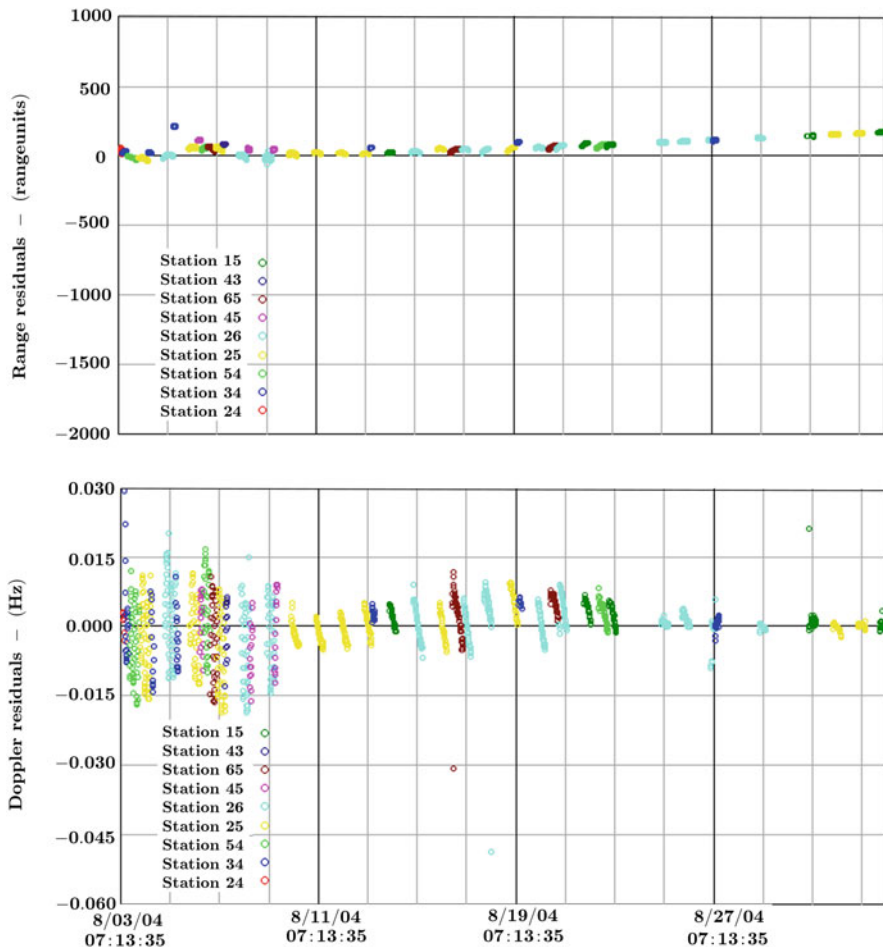 Range residuals − (rangeunits)
1000
500
0
−500
−1000
−1500
−2000
Station 15
Station 43
Station 65
Station 45
Station 26
Station 25
Station 54
Station 34
Station 24
Doppler residuals − (Hz)
0.030
0.015
0.000
−0.015
−0.030
−0.045
−0.060
Station 15
Station 43
Station 65
Station 45
Station 26
Station 25
Station 54
Station 34
Station 24
8/03/04 8/11/04 8/19/04 8/27/04
07:13:35 07:13:35 07:13:35 07:13:35